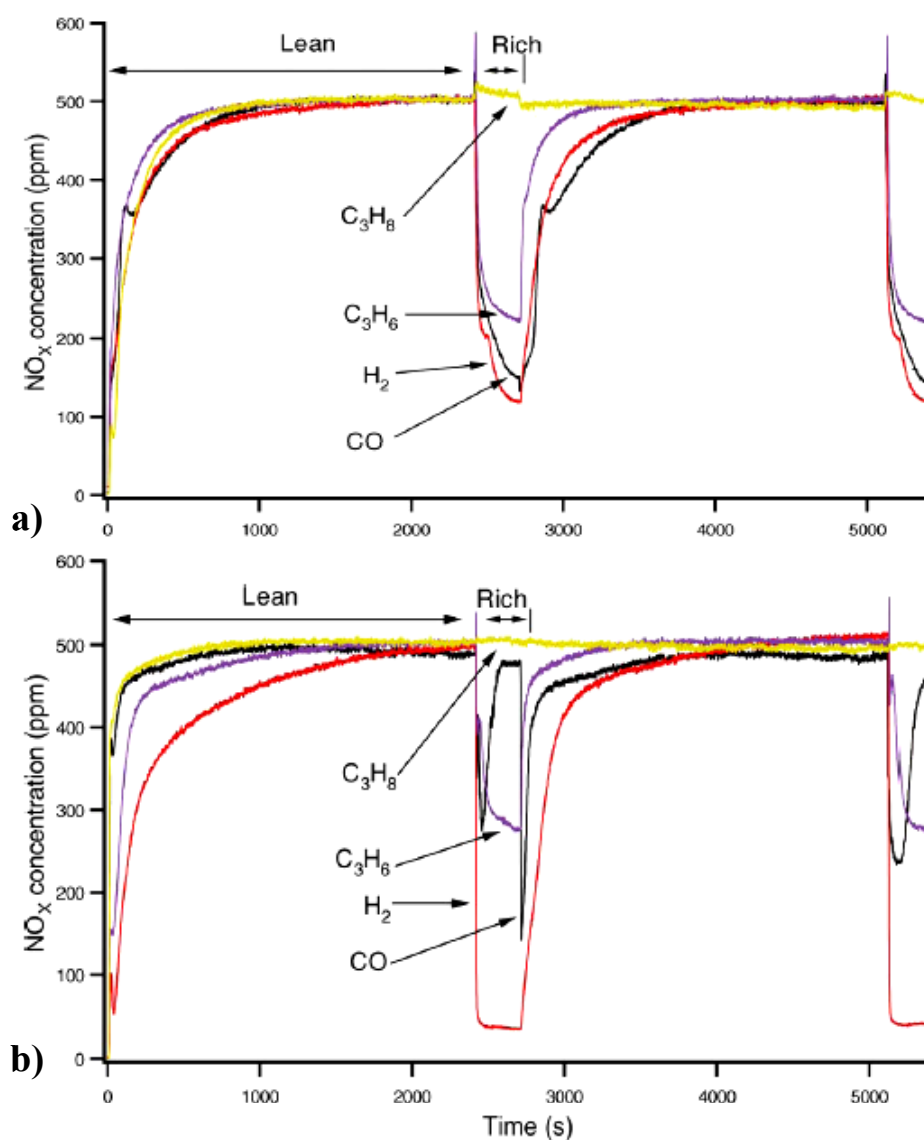 600
Lean
Rich
500
400
C₃H₈
300
C₃H₆
200
H₂
100
CO
0
NOₓ concentration (ppm)
a)
0 1000 2000 3000 4000 5000
600
Lean
Rich
500
400
C₃H₈
300
C₃H₆
200
H₂
100
CO
0
NOₓ concentration (ppm)
b)
0 1000 2000 3000 4000 5000
Time (s)